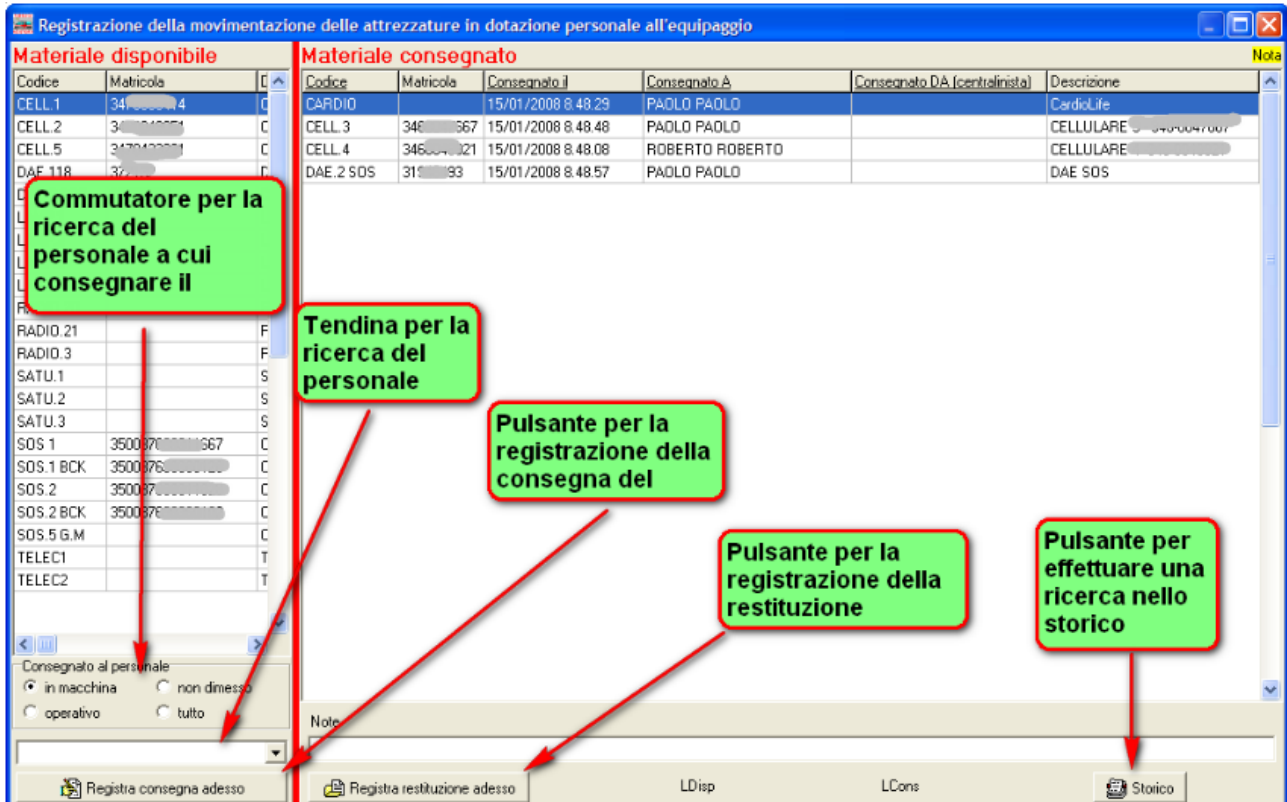 Registrazione della movimentazione delle attrezzature in dotazione personale all'equipaggio
Materiale disponibile
Materiale consegnato
Nota
Codice Matricola
Codice Matricola Consegnato il Consegnato A Consegnato DA (centralinista) Descrizione
CELL.1
CARDIO 15/01/2008 8.48.29 PAOLO PAOLO CardioLife
CELL.2
CELL.3 15/01/2008 8.48.48 PAOLO PAOLO CELLULARE
CELL.5
CELL.4 15/01/2008 8.48.08 ROBERTO ROBERTO CELLULARE
DAE.118
DAE.2 SOS 15/01/2008 8.48.57 PAOLO PAOLO DAE SOS
Commutatore per la
ricerca del
personale a cui
consegnare il
RADIO.21 F
RADIO.3 F
SATU.1 S
SATU.2 S
SATU.3 S
SOS 1
SOS.1 BCK
SOS.2
SOS.2 BCK
SOS.5 G.M
TELEC1 T
TELEC2 T
Tendina per la
ricerca del
personale
Pulsante per la
registrazione della
consegna del
Pulsante per la
registrazione della
restituzione
Pulsante per
effettuare una
ricerca nello
storico
Consegnato al personale
in macchina non dimesso
operativo tutto
Note
Registra consegna adesso
Registra restituzione adesso
LDisp
LCons
Storico